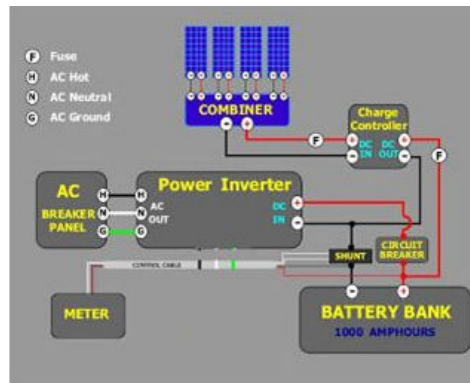 F Fuse
H AC Hot
N AC Neutral
G AC Ground
COMBINER
− +
F
Charge
Controller
+ DC DC +
− IN OUT −
F
AC
BREAKER
PANEL
H H
N N
G G
Power Inverter
AC
OUT
DC +
IN −
CONTROL CABLE
SHUNT
CIRCUIT
BREAKER
METER
− +
BATTERY BANK
1000 AMPHOURS